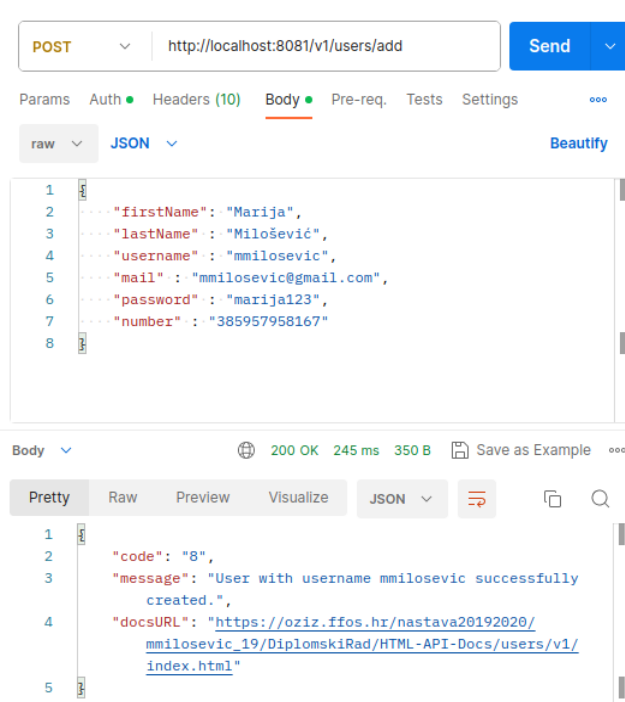 POST http://localhost:8081/v1/users/add Send
Params Auth Headers (10) Body Pre-req. Tests Settings
raw JSON Beautify
1 {
2 "firstName": "Marija",
3 "lastName" : "Milošević",
4 "username" : "mmilosevic",
5 "mail" : "mmilosevic@gmail.com",
6 "password" : "marija123",
7 "number" : "385957958167"
8 }
Body 200 OK 245 ms 350 B Save as Example
Pretty Raw Preview Visualize JSON
1 {
2 "code": "8",
3 "message": "User with username mmilosevic successfully
created.",
4 "docsURL": "https://oziz.ffos.hr/nastava20192020/
mmilosevic_19/DiplomskiRad/HTML-API-Docs/users/v1/
index.html"
5 }